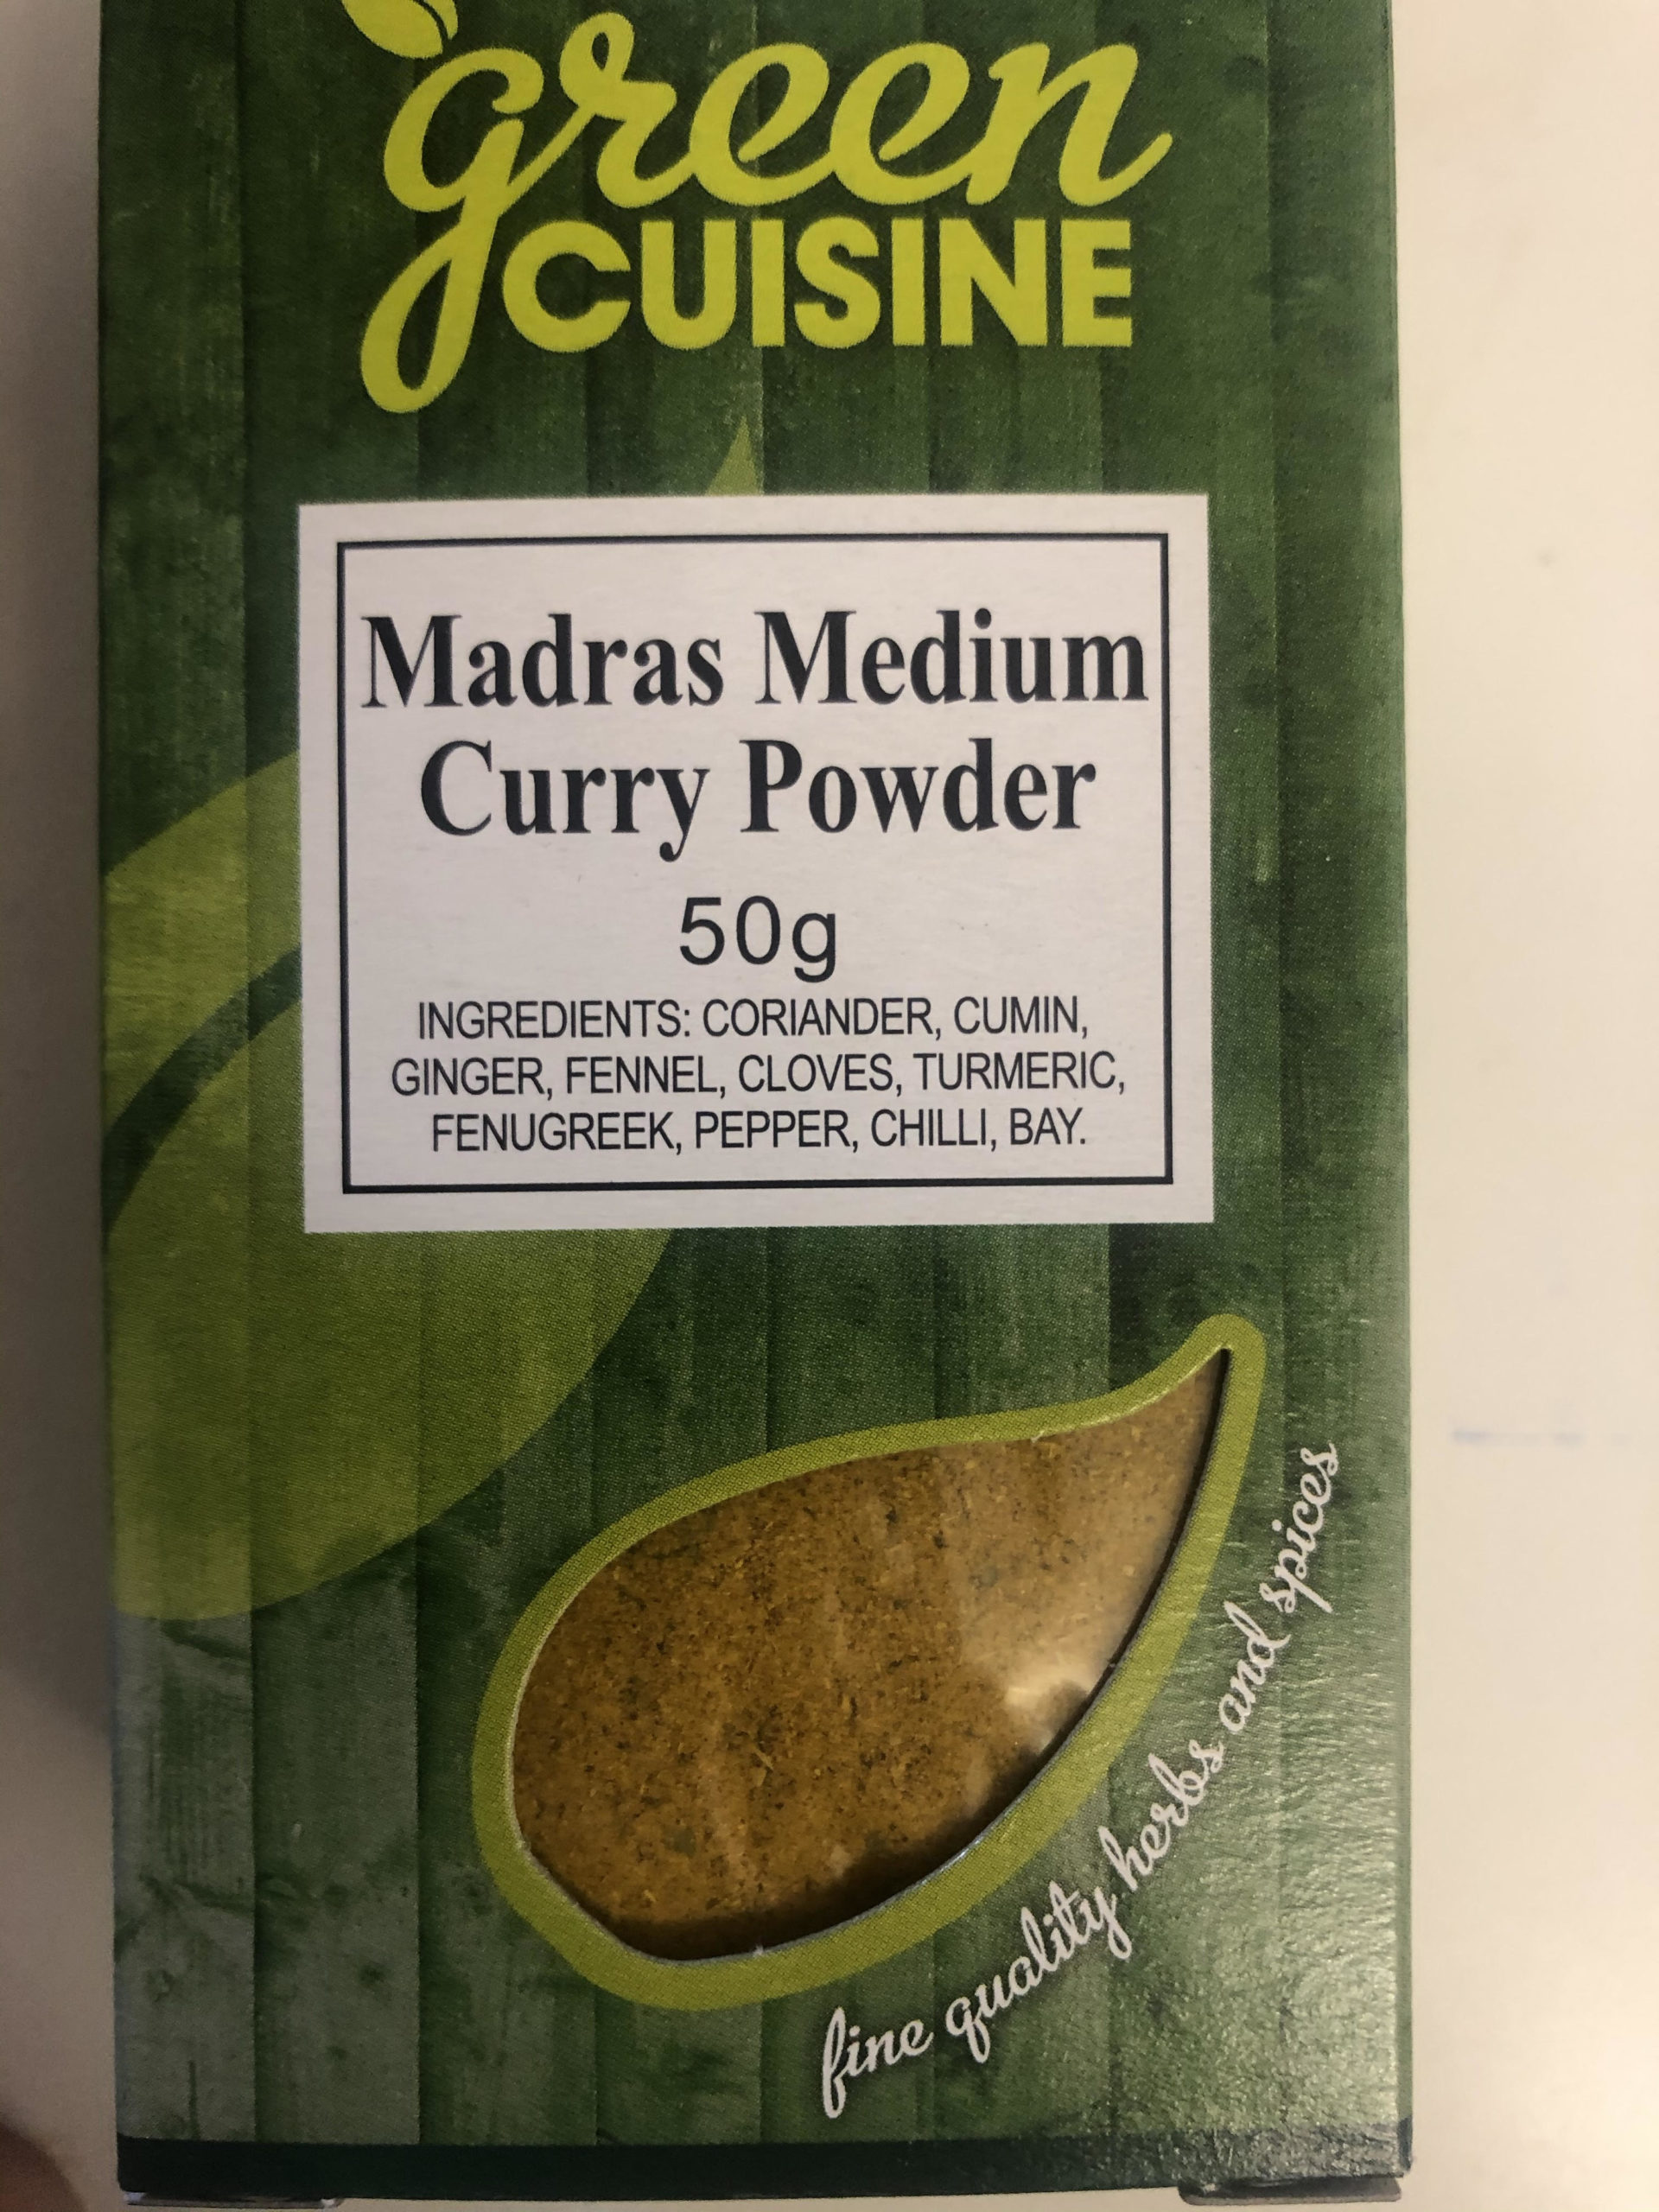 green
CUISINE
Madras Medium
Curry Powder
50g
INGREDIENTS: CORIANDER, CUMIN,
GINGER, FENNEL, CLOVES, TURMERIC,
FENUGREEK, PEPPER, CHILLI, BAY.
fine quality herbs and spices